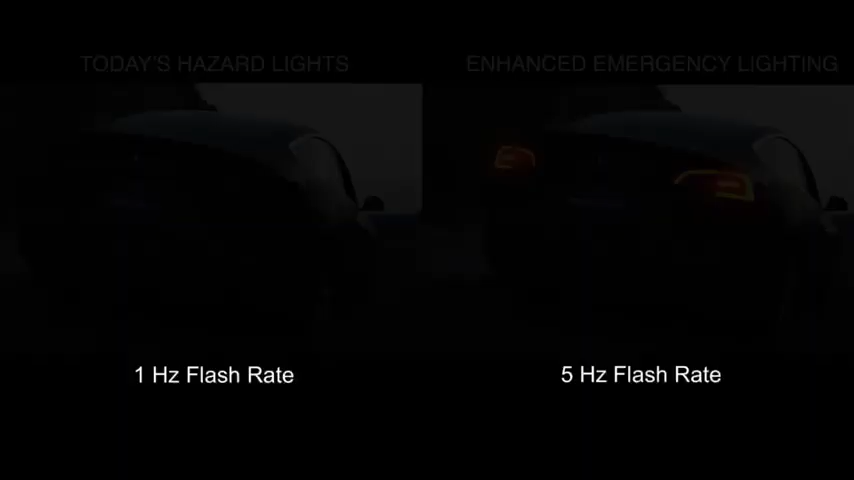 TODAY'S HAZARD LIGHTS
ENHANCED EMERGENCY LIGHTING
1 Hz Flash Rate
5 Hz Flash Rate